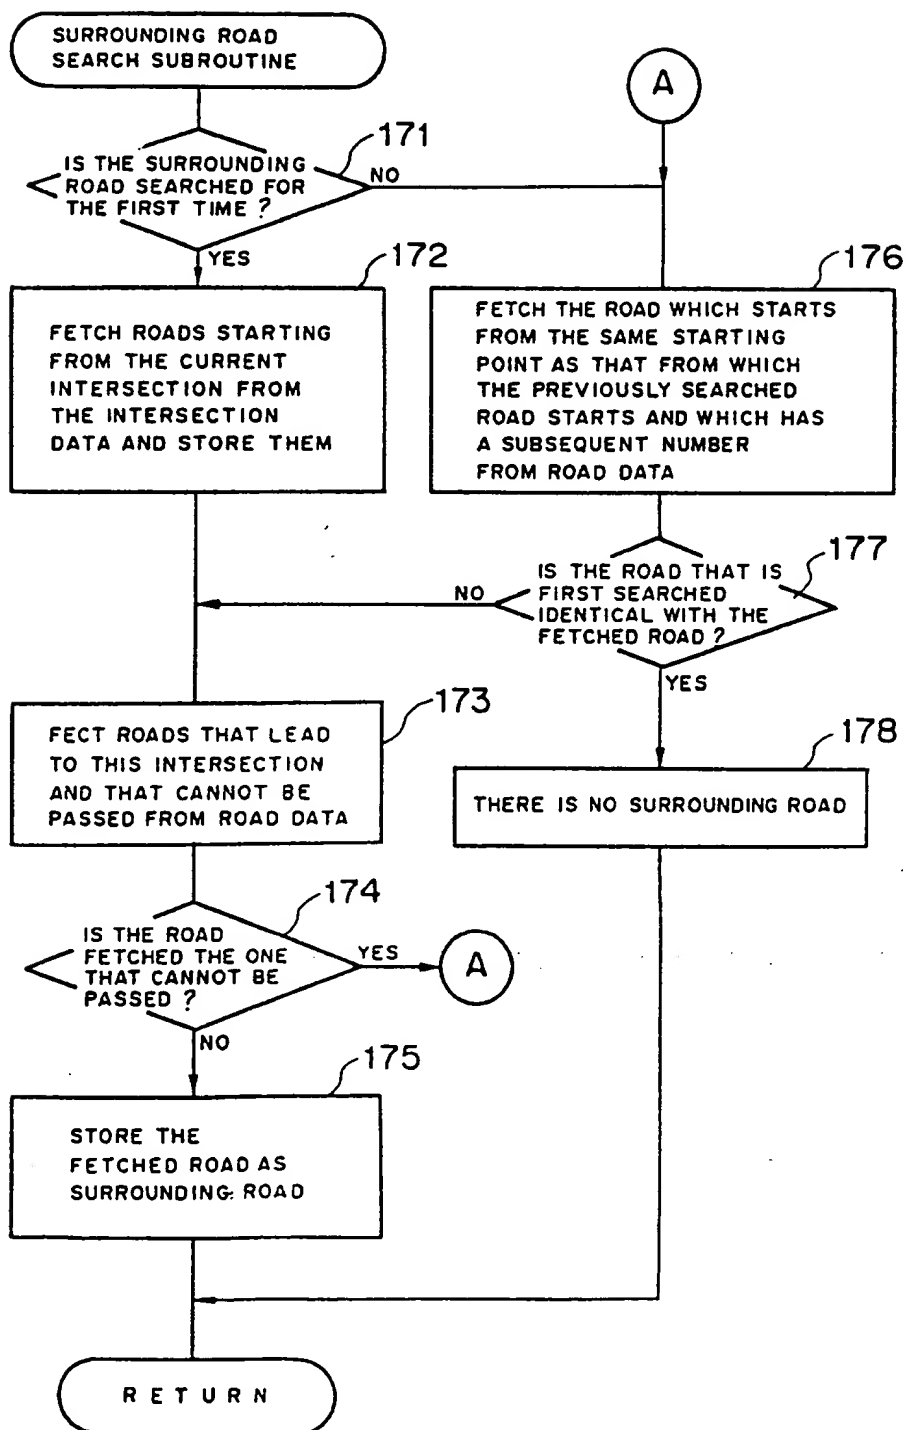 SURROUNDING ROAD
SEARCH SUBROUTINE
A
171
IS THE SURROUNDING
ROAD SEARCHED FOR
THE FIRST TIME ?
NO
YES
172
FETCH ROADS STARTING
FROM THE CURRENT
INTERSECTION FROM
THE INTERSECTION
DATA AND STORE THEM
176
FETCH THE ROAD WHICH STARTS
FROM THE SAME STARTING
POINT AS THAT FROM WHICH
THE PREVIOUSLY SEARCHED
ROAD STARTS AND WHICH HAS
A SUBSEQUENT NUMBER
FROM ROAD DATA
177
IS THE ROAD THAT IS
FIRST SEARCHED
IDENTICAL WITH THE
FETCHED ROAD ?
NO
YES
173
FECT ROADS THAT LEAD
TO THIS INTERSECTION
AND THAT CANNOT BE
PASSED FROM ROAD DATA
178
THERE IS NO SURROUNDING ROAD
174
IS THE ROAD
FETCHED THE ONE
THAT CANNOT BE
PASSED ?
YES
A
NO
175
STORE THE
FETCHED ROAD AS
SURROUNDING: ROAD
RETURN